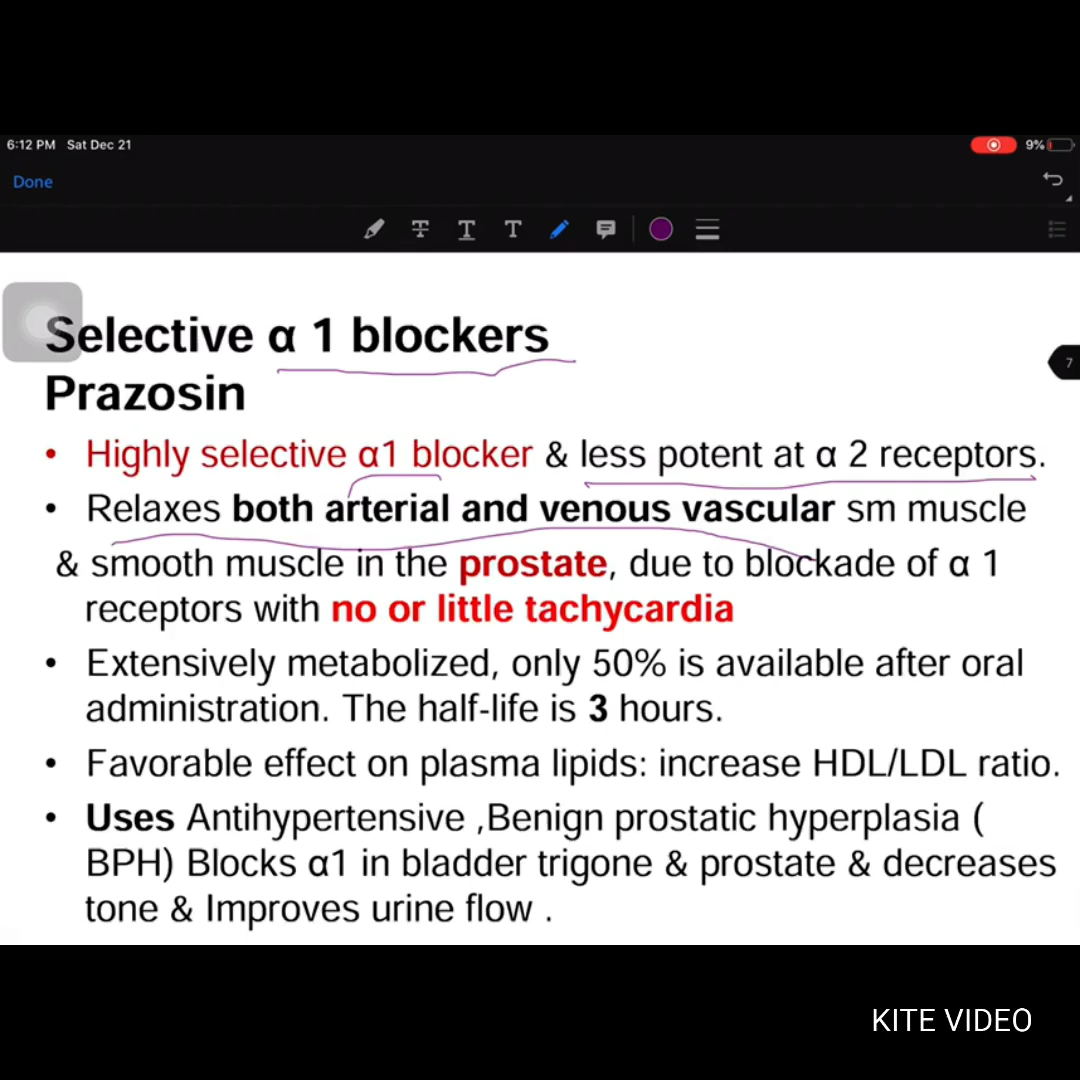 6:12 PM Sat Dec 21
9%
Done
T T T
7
Selective α 1 blockers
Prazosin
• Highly selective α1 blocker & less potent at α 2 receptors.
• Relaxes both arterial and venous vascular sm muscle
& smooth muscle in the prostate, due to blockade of α 1
receptors with no or little tachycardia
• Extensively metabolized, only 50% is available after oral
administration. The half-life is 3 hours.
• Favorable effect on plasma lipids: increase HDL/LDL ratio.
• Uses Antihypertensive ,Benign prostatic hyperplasia (
BPH) Blocks α1 in bladder trigone & prostate & decreases
tone & Improves urine flow .
KITE VIDEO